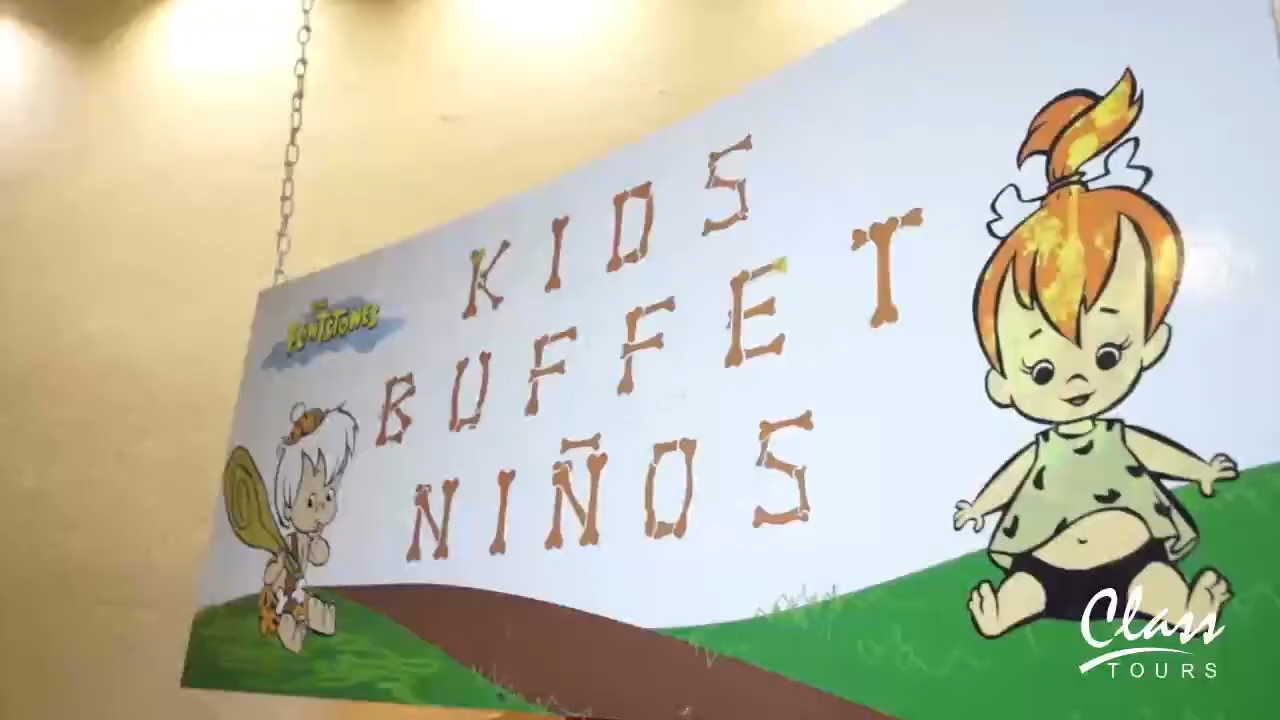 THE
FLINTSTONES
KIDS
BUFFET
NIÑOS
Class
TOURS